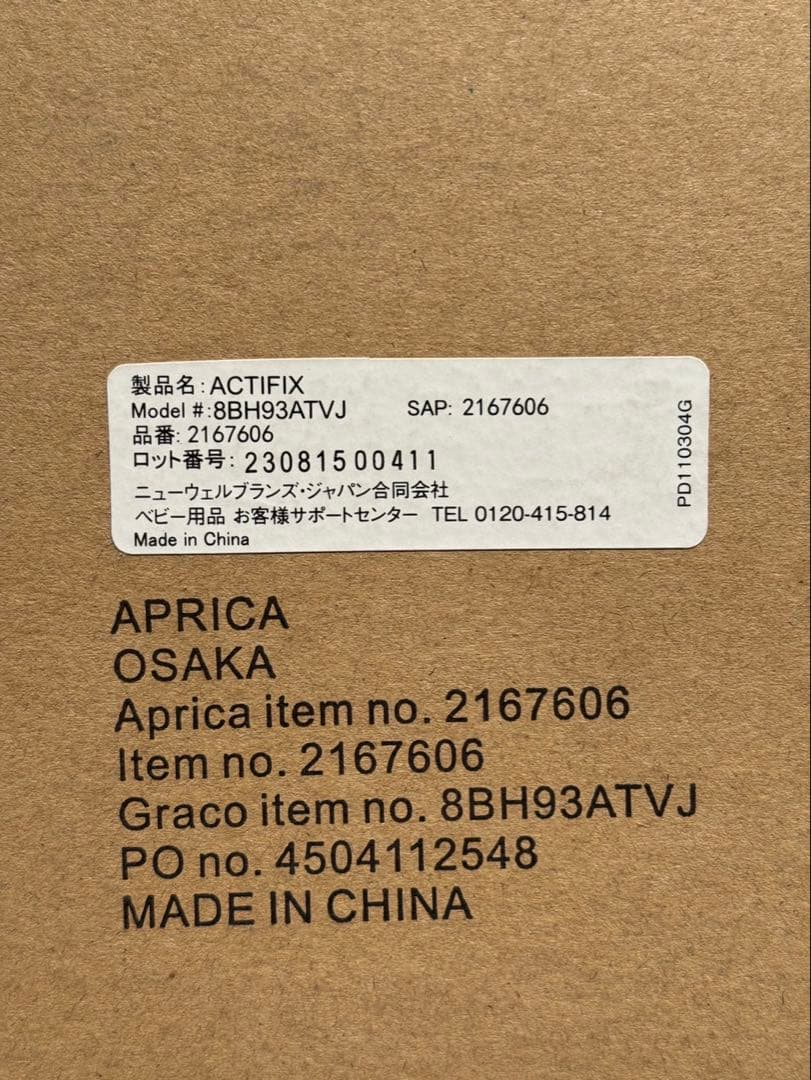 製品名:ACTIFIX
Model #:8BH93ATVJ SAP: 2167606
品番: 2167606
ロット番号: 23081500411
ニューウェルブランズ・ジャパン合同会社
ベビー用品 お客様サポートセンター TEL 0120-415-814
Made in China
PD110304G
APRICA
OSAKA
Aprica item no. 2167606
Item no. 2167606
Graco item no. 8BH93ATVJ
PO no. 4504112548
MADE IN CHINA